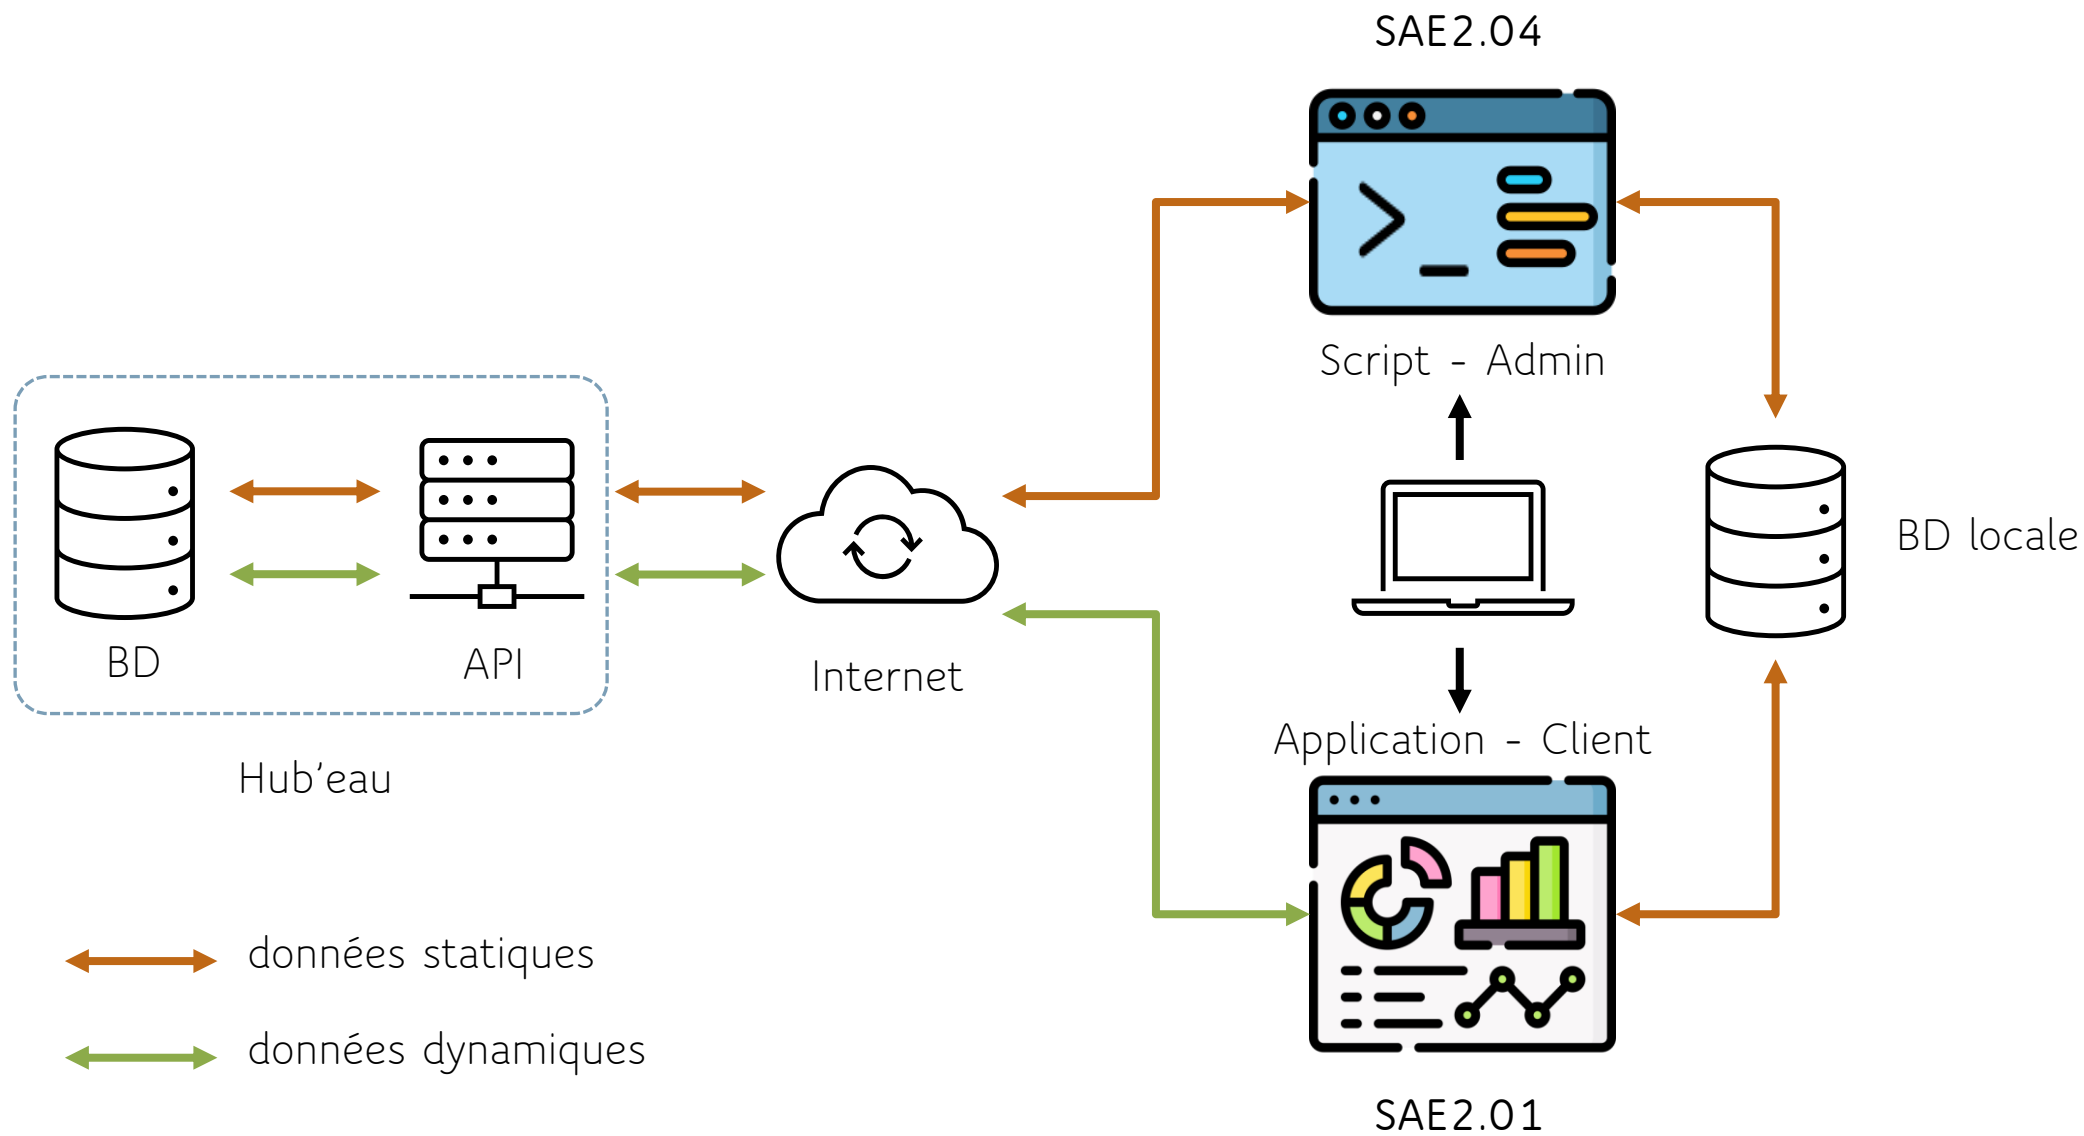 SAE2.04
Script - Admin
BD locale
BD
API
Internet
Application - Client
Hub'eau
données statiques
données dynamiques
SAE2.01